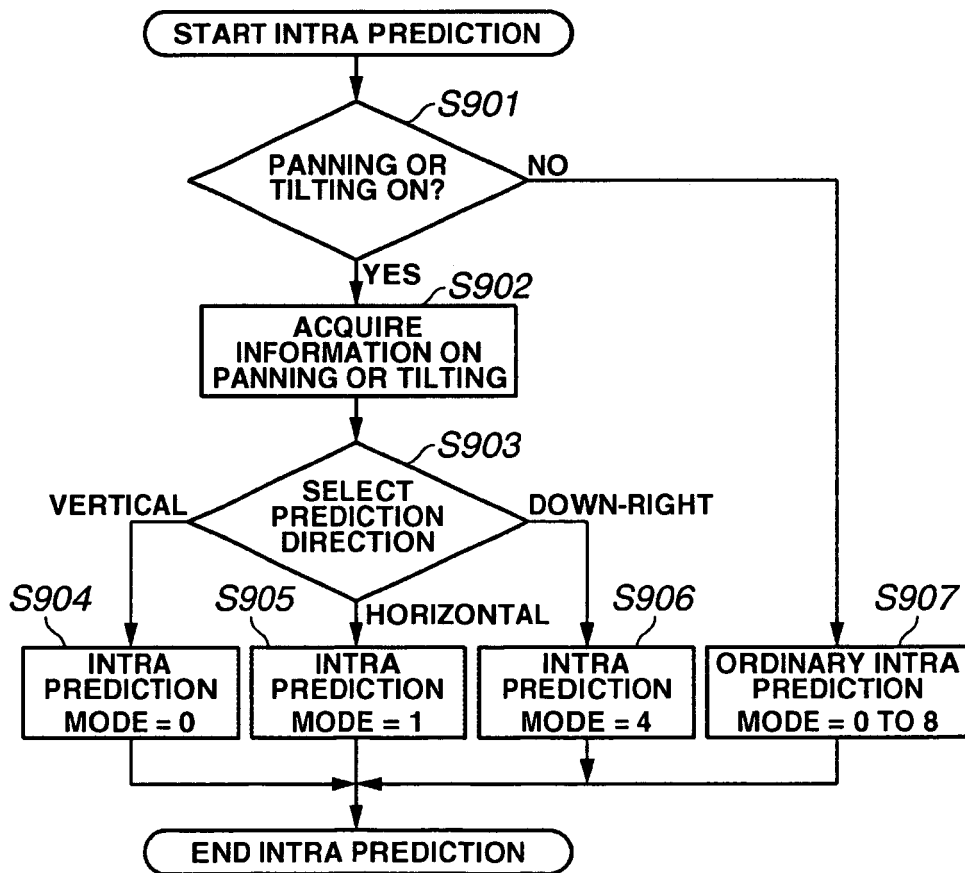 START INTRA PREDICTION
S901
PANNING OR
TILTING ON?
NO
YES
S902
ACQUIRE
INFORMATION ON
PANNING OR TILTING
S903
VERTICAL
SELECT
PREDICTION
DIRECTION
DOWN-RIGHT
HORIZONTAL
S904
INTRA
PREDICTION
MODE = 0
S905
INTRA
PREDICTION
MODE = 1
S906
INTRA
PREDICTION
MODE = 4
S907
ORDINARY INTRA
PREDICTION
MODE = 0 TO 8
END INTRA PREDICTION